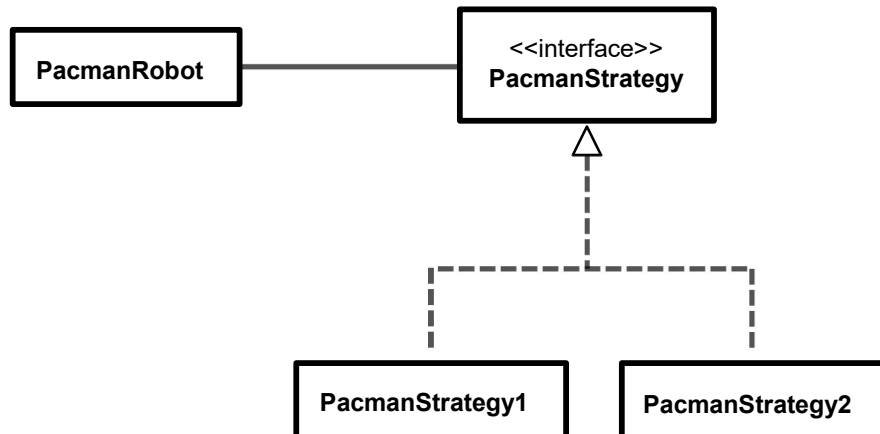 PacmanRobot
<<interface>>
PacmanStrategy
PacmanStrategy1
PacmanStrategy2